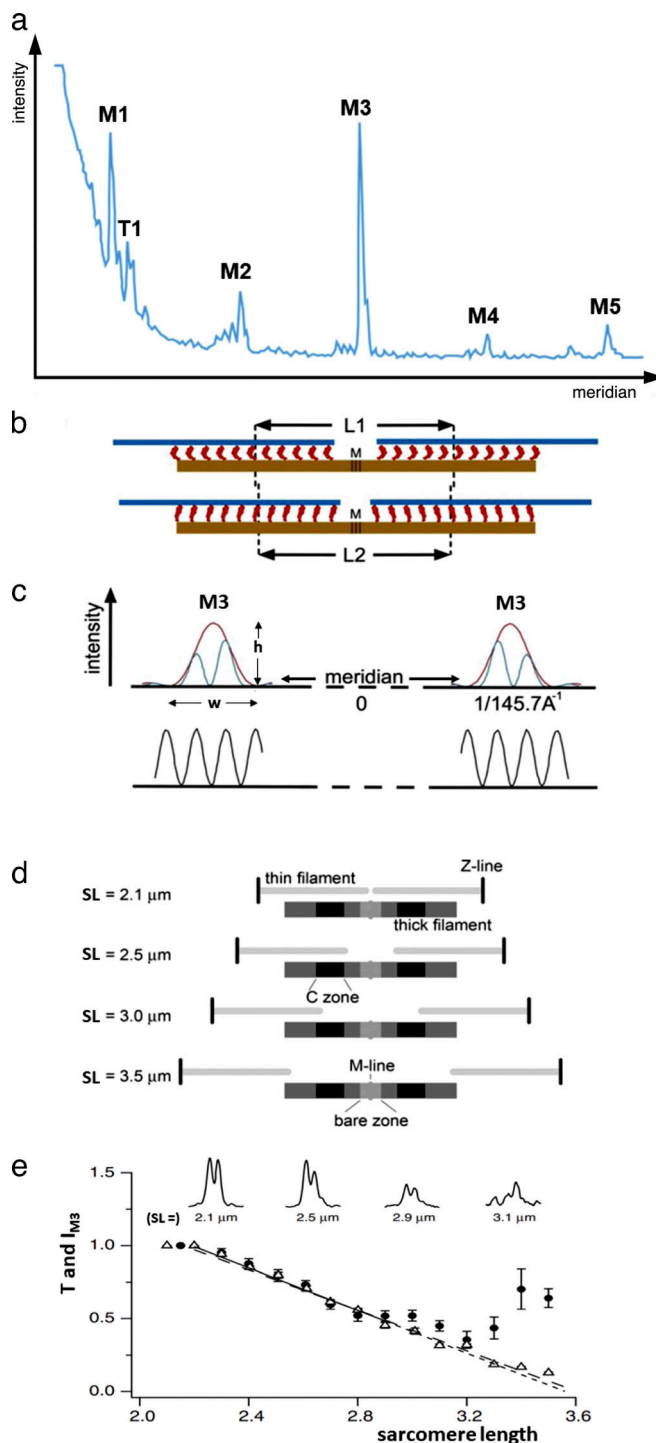 a
intensity
M1
T1
M2
M3
M4
M5
meridian
b
L1
M
M
L2
c
intensity
M3
M3
h
w
meridian
0
1/145.7A⁻¹
d
SL = 2.1 µm
thin filament
Z-line
thick filament
SL = 2.5 µm
C zone
SL = 3.0 µm
SL = 3.5 µm
M-line
bare zone
e
T and I_M3
1.5
1.0
0.5
0.0
(SL =)
2.1 µm
2.5 µm
2.9 µm
3.1 µm
2.0
2.4
2.8
3.2
3.6
sarcomere length